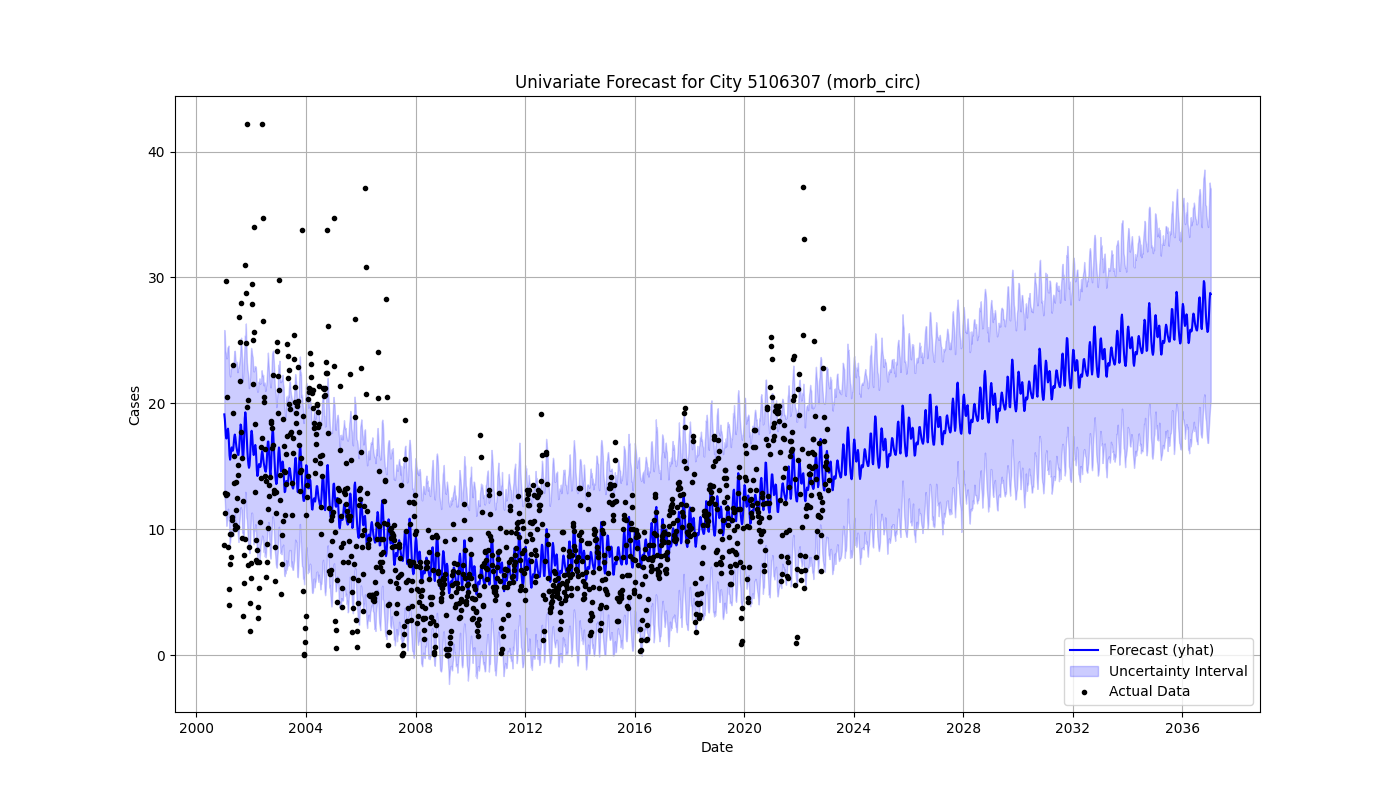 Univariate Forecast for City 5106307 (morb_circ)
Cases
40
30
20
10
0
2000 2004 2008 2012 2016 2020 2024 2028 2032 2036
Date
Forecast (yhat)
Uncertainty Interval
Actual Data